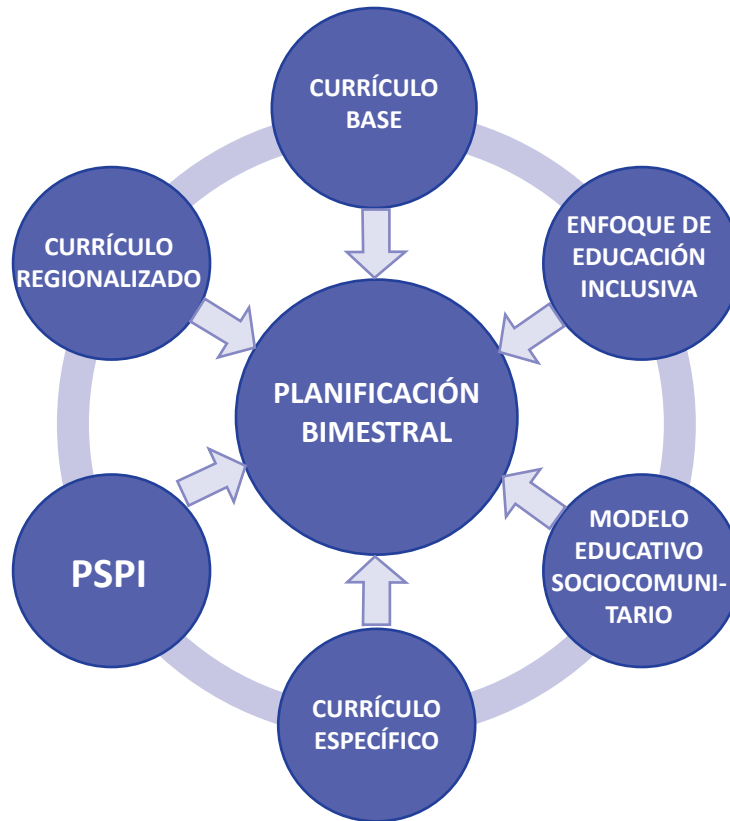 CURRÍCULO
BASE
ENFOQUE DE
EDUCACIÓN
INCLUSIVA
CURRÍCULO
REGIONALIZADO
PLANIFICACIÓN
BIMESTRAL
MODELO
EDUCATIVO
SOCIOCOMUNI-
TARIO
PSPI
CURRÍCULO
ESPECÍFICO